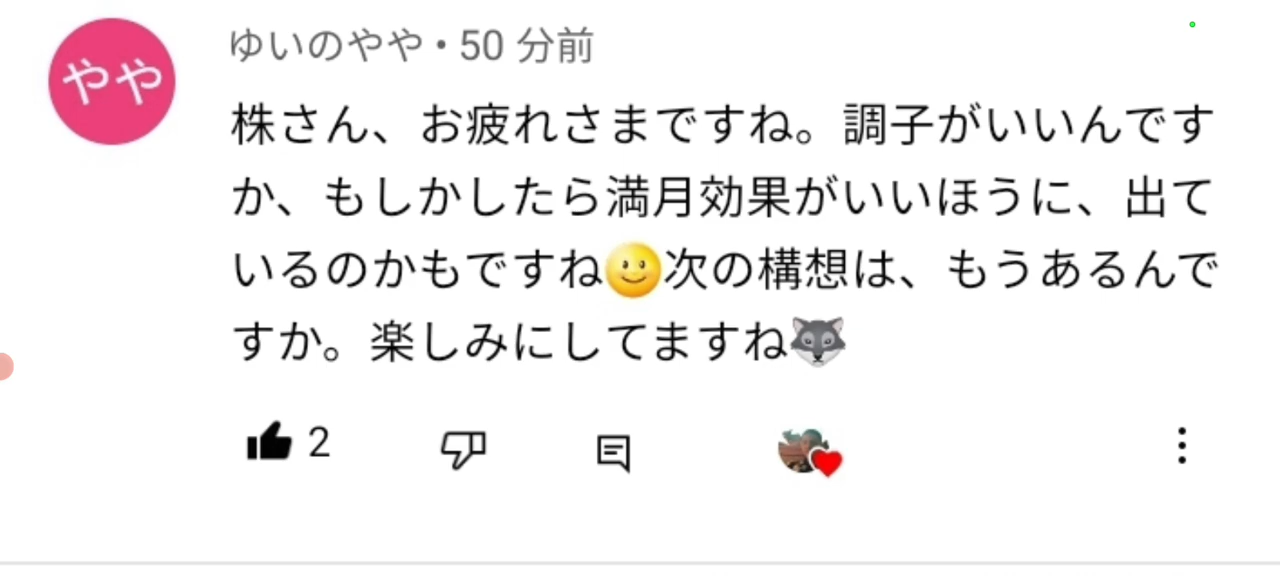 やや
ゆいのやや • 50 分前
株さん、お疲れさまですね。調子がいいんです
か、もしかしたら満月効果がいいほうに、出て
いるのかもですね🌝次の構想は、もうあるんで
すか。楽しみにしてますね🐺
2